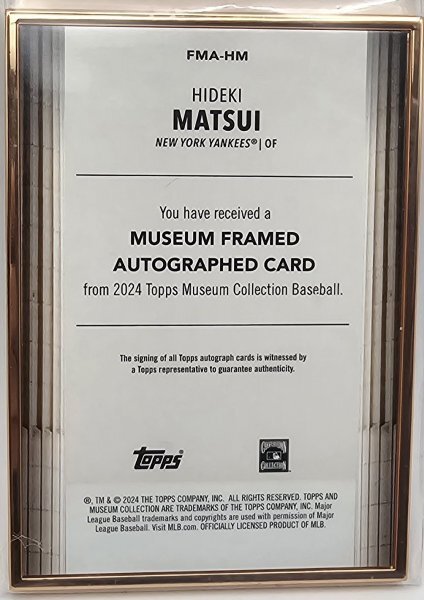 FMA-HM
HIDEKI
MATSUI
NEW YORK YANKEES® | OF
You have received a
MUSEUM FRAMED
AUTOGRAPHED CARD
from 2024 Topps Museum Collection Baseball.
The signing of all Topps autograph cards is witnessed by
a Topps representative to guarantee authenticity.
Topps
COOPERSTOWN
COLLECTION
®, TM & © 2024 THE TOPPS COMPANY, INC. ALL RIGHTS RESERVED. TOPPS AND
MUSEUM COLLECTION ARE TRADEMARKS OF THE TOPPS COMPANY, INC. Major
League Baseball trademarks and copyrights are used with permission of Major
League Baseball. Visit MLB.com. OFFICIALLY LICENSED PRODUCT OF MLB.